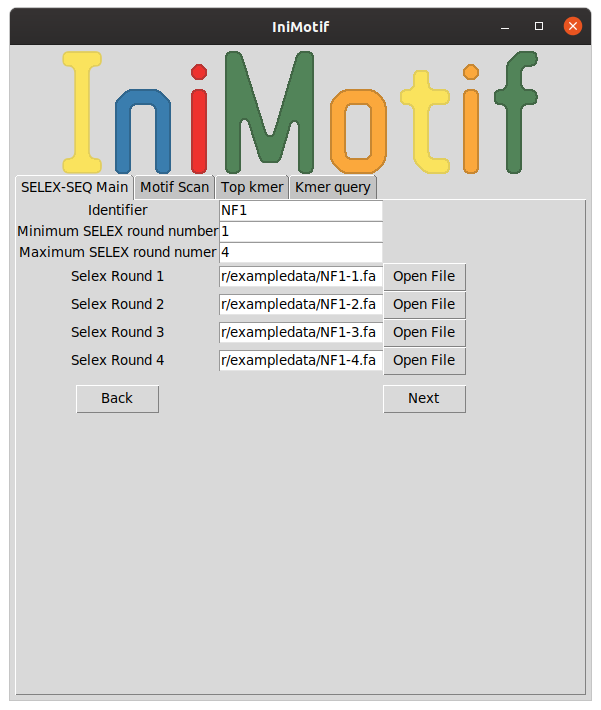 IniMotif
IniMotif
SELEX-SEQ Main Motif Scan Top kmer Kmer query
Identifier NF1
Minimum SELEX round number 1
Maximum SELEX round numer 4
Selex Round 1 r/exampledata/NF1-1.fa Open File
Selex Round 2 r/exampledata/NF1-2.fa Open File
Selex Round 3 r/exampledata/NF1-3.fa Open File
Selex Round 4 r/exampledata/NF1-4.fa Open File
Back Next